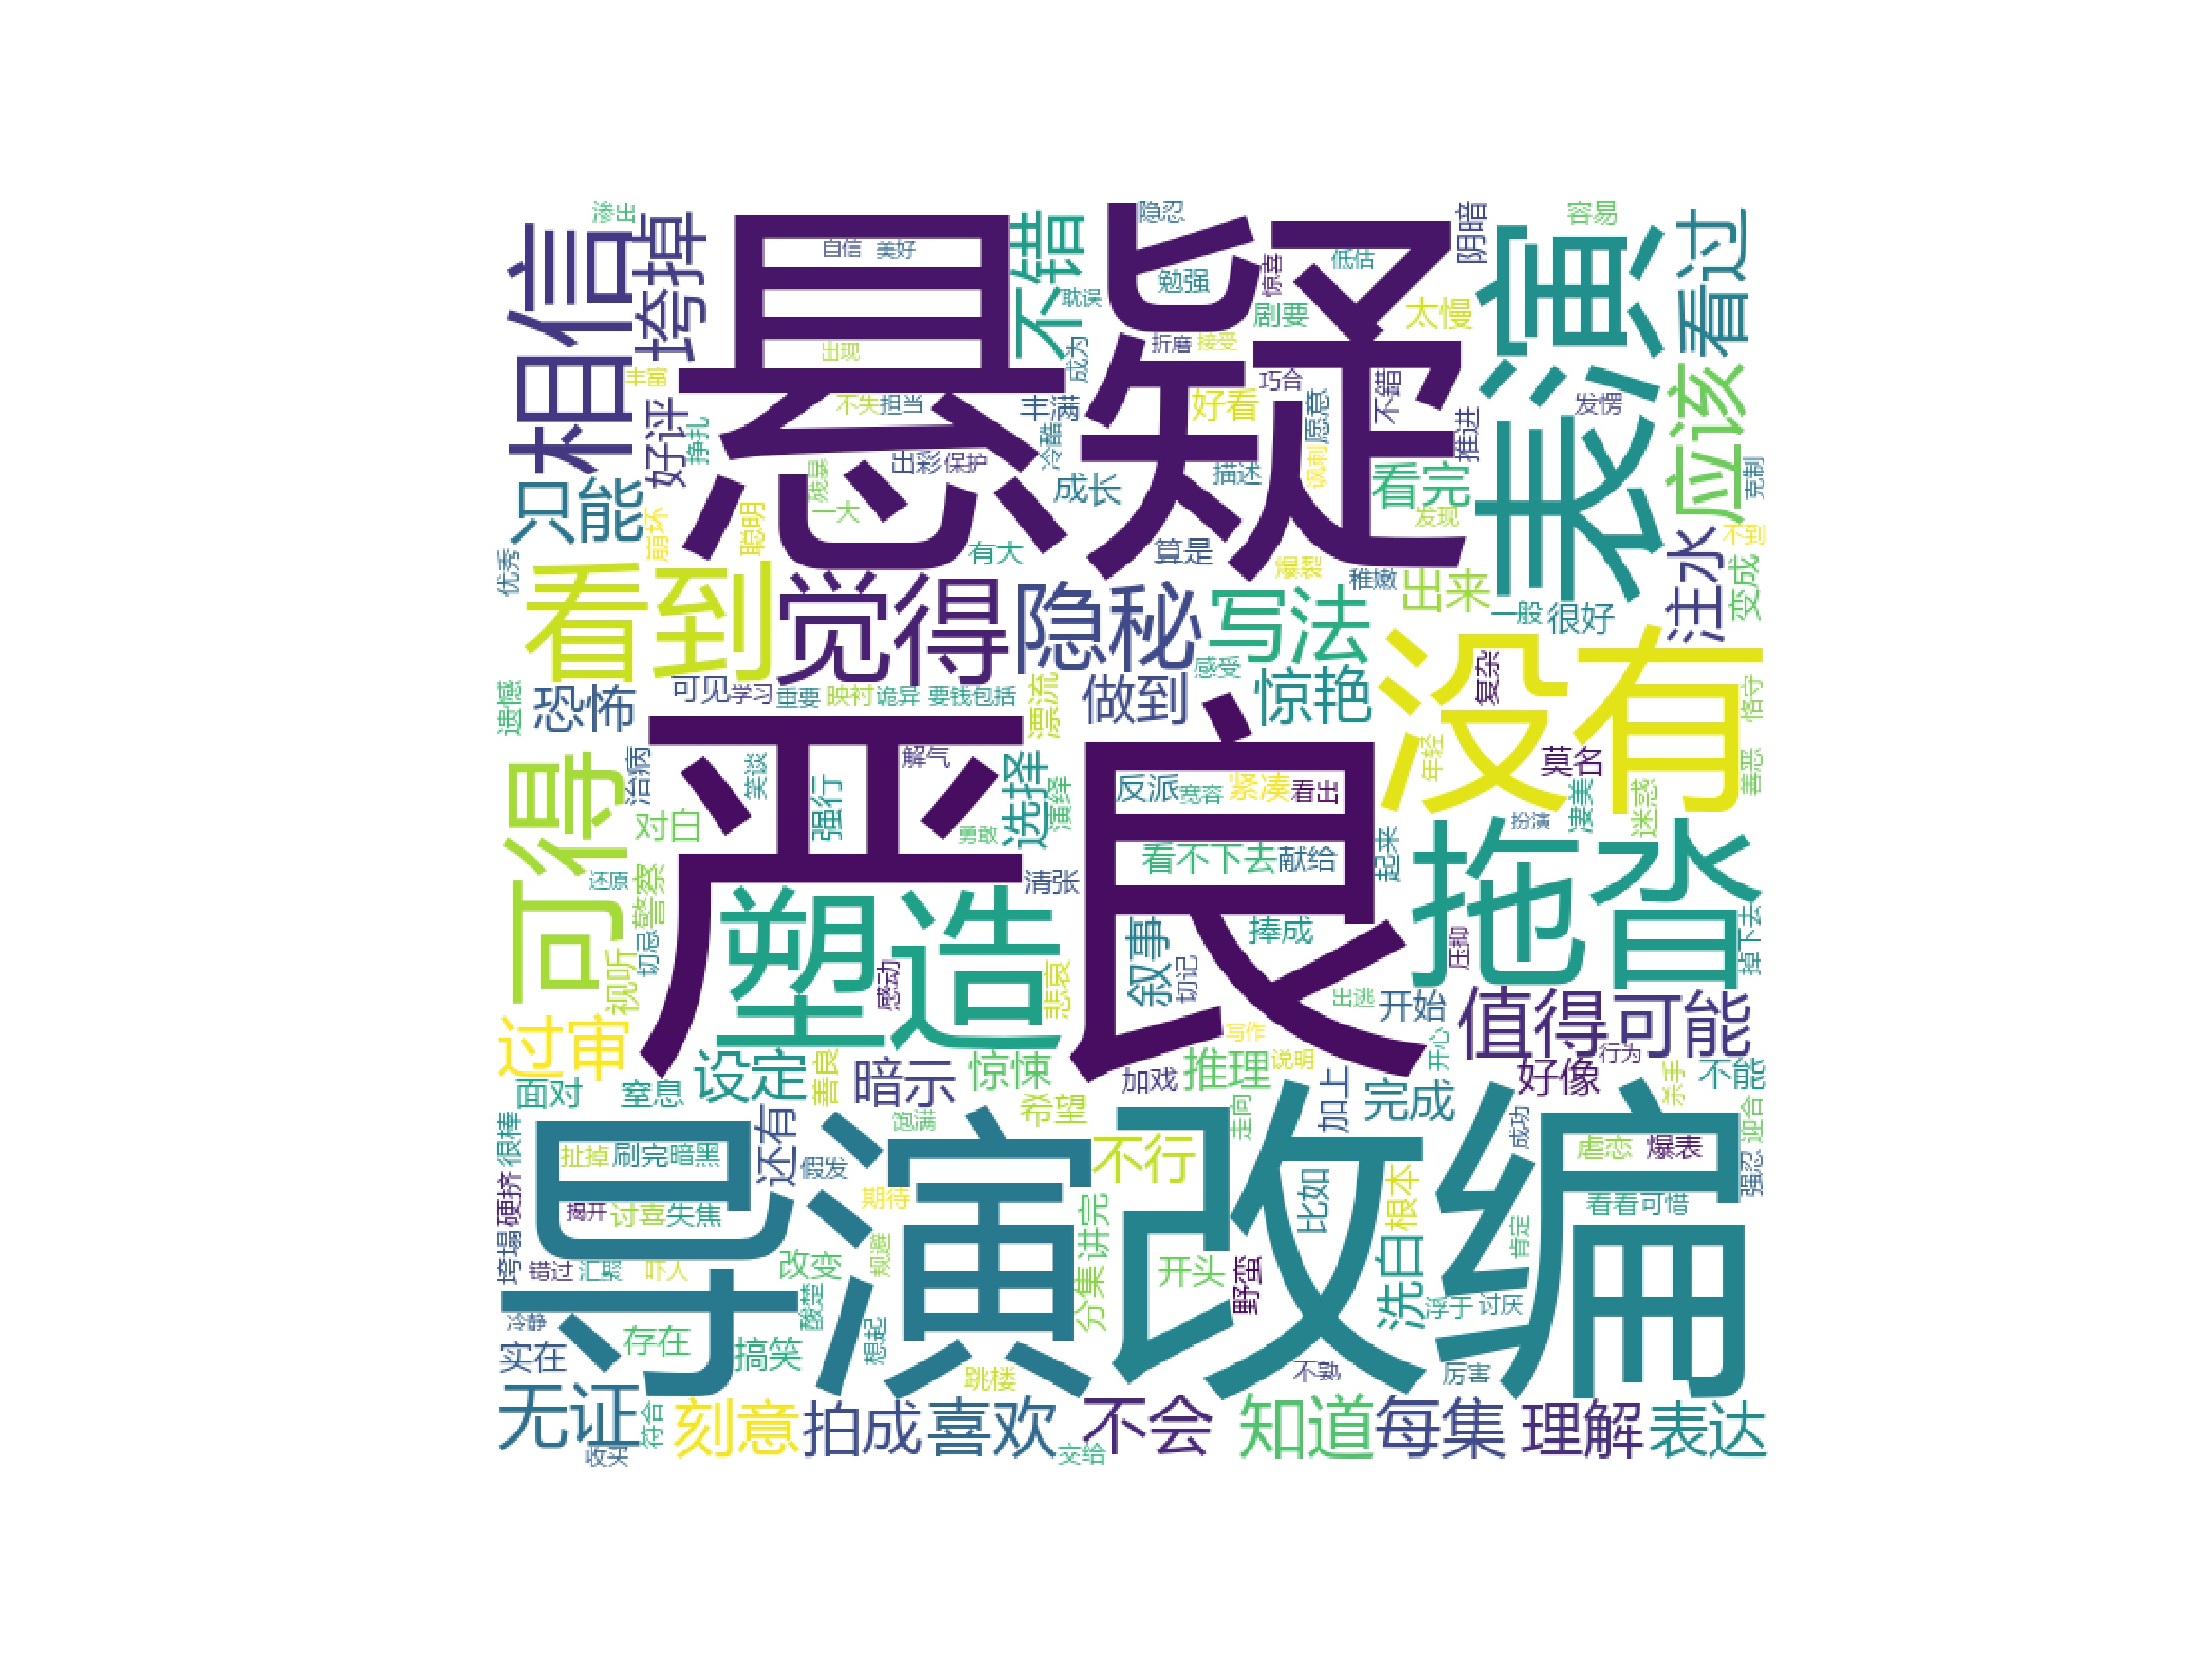 渗出
相信
垮掉
自信
美好
悬疑
不错
耽误
隐忍
勉强
惊喜
低估
剧要
太慢
阴暗
容易
表演
看过
丰富
出现
成为
折磨
接受
巧合
好评
挣扎
不失
担当
丰满
好看
愿意
不錯
推进
发愣
应该
只能
残暴
一大
出彩
保护
冷酷
成长
描述
讽刺
看完
发现
克制
不到
崩坏
聪明
有大
算是
爆裂
稚嫩
出来
一般
很好
注水
变成
优秀
看到
觉得
隐秘
写法
感受
没有
复杂
遗憾
恐怖
可见
学习
重要
映衬
诡异
要钱
包括
漂流
做到
惊艳
恪守
善恶
可得
治病
笑谈
强行
解气
严良
选择
演绎
反派
宽容
紧凑
看出
年轻
莫名
凄美
迷惑
扮演
对白
勇敢
看不下去
献给
起来
拖沓
还原
警察
清张
塑造
切忌
视听
感动
悲哀
叙事
切记
捧成
压抑
掉下去
过审
出逃
开始
值得
可能
设定
暗示
惊悚
写作
推理
说明
开心
好像
行为
面对
窒息
善良
希望
加戏
加上
完成
杀手
不能
很棒
导演
还有
饱满
走向
不行
改编
成功
虐恋
爆表
迎合
扯掉
刷完
暗黑
假发
期待
比如
根本
强忍
硬挤
揭开
讨喜
失焦
讲完
看看
可惜
肯定
垮塌
错过
汇聚
吓人
改变
规避
分集
开头
野蛮
洗白
浮于
讨厌
冷静
酸楚
想起
实在
存在
搞笑
跳楼
不熟
厉害
无证
符合
收头
刻意
拍成
喜欢
交给
不会
知道
每集
理解
表达